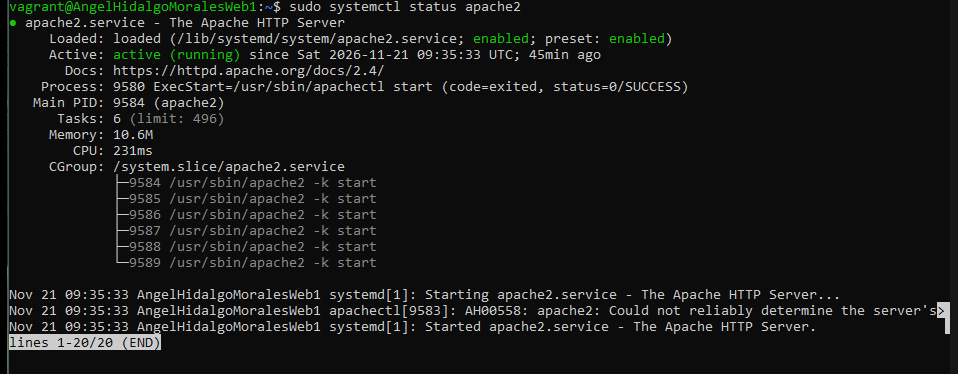 vagrant@AngelHidalgoMoralesWeb1:~$ sudo systemctl status apache2
● apache2.service - The Apache HTTP Server
     Loaded: loaded (/lib/systemd/system/apache2.service; enabled; preset: enabled)
     Active: active (running) since Sat 2026-11-21 09:35:33 UTC; 45min ago
       Docs: https://httpd.apache.org/docs/2.4/
    Process: 9580 ExecStart=/usr/sbin/apachectl start (code=exited, status=0/SUCCESS)
   Main PID: 9584 (apache2)
      Tasks: 6 (limit: 496)
     Memory: 10.6M
        CPU: 231ms
     CGroup: /system.slice/apache2.service
             ├─9584 /usr/sbin/apache2 -k start
             ├─9585 /usr/sbin/apache2 -k start
             ├─9586 /usr/sbin/apache2 -k start
             ├─9587 /usr/sbin/apache2 -k start
             ├─9588 /usr/sbin/apache2 -k start
             └─9589 /usr/sbin/apache2 -k start
Nov 21 09:35:33 AngelHidalgoMoralesWeb1 systemd[1]: Starting apache2.service - The Apache HTTP Server...
Nov 21 09:35:33 AngelHidalgoMoralesWeb1 apachectl[9583]: AH00558: apache2: Could not reliably determine the server's>
Nov 21 09:35:33 AngelHidalgoMoralesWeb1 systemd[1]: Started apache2.service - The Apache HTTP Server.
lines 1-20/20 (END)